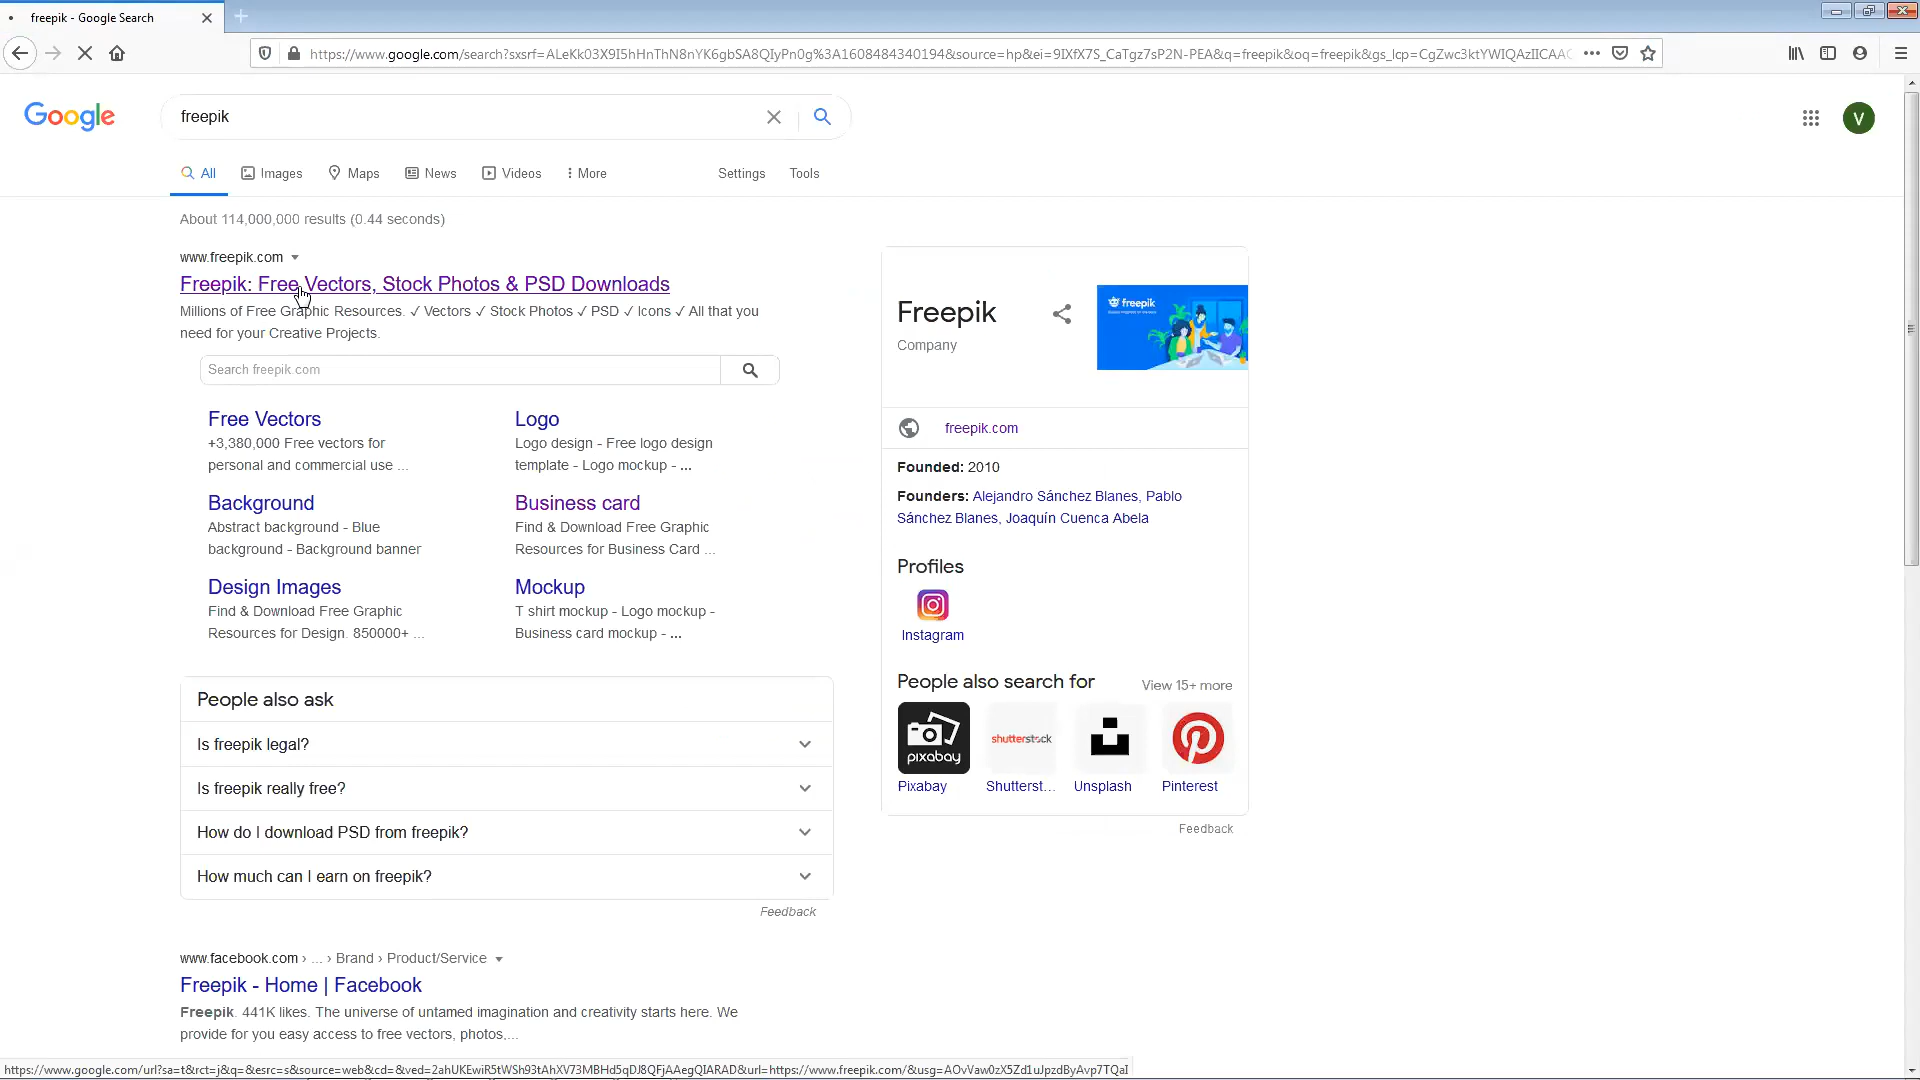 freepik - Google Search
https://www.google.com/search?sxsrf=ALeKk03X9I5hHnThN8nYK6gbSA8QIyPn0g%3A1608484340194&source=hp&ei=9IXfX7S_CaTgz7sP2N-PEA&q=freepik&oq=freepik&gs_lcp=CgZwc3ktYWIQAzIICAAC
Google
freepik
V
All
Images
Maps
News
Videos
More
Settings
Tools
About 114,000,000 results (0.44 seconds)
www.freepik.com
Freepik: Free Vectors, Stock Photos & PSD Downloads
Millions of Free Graphic Resources. ✓ Vectors ✓ Stock Photos ✓ PSD ✓ Icons ✓ All that you
need for your Creative Projects.
Search freepik.com
Free Vectors
+3,380,000 Free vectors for
personal and commercial use ...
Logo
Logo design - Free logo design
template - Logo mockup - ...
Background
Abstract background - Blue
background - Background banner
Business card
Find & Download Free Graphic
Resources for Business Card ...
Design Images
Find & Download Free Graphic
Resources for Design. 850000+ ...
Mockup
T shirt mockup - Logo mockup -
Business card mockup - ...
People also ask
Is freepik legal?
Is freepik really free?
How do I download PSD from freepik?
How much can I earn on freepik?
Feedback
www.facebook.com › ... › Brand › Product/Service
Freepik - Home | Facebook
Freepik. 441K likes. The universe of untamed imagination and creativity starts here. We
provide for you easy access to free vectors, photos,...
Freepik
Company
freepik
freepik.com
Founded: 2010
Founders: Alejandro Sánchez Blanes, Pablo
Sánchez Blanes, Joaquín Cuenca Abela
Profiles
Instagram
People also search for
View 15+ more
pixabay
shutterstock
Pixabay
Shutterst...
Unsplash
Pinterest
Feedback
https://www.google.com/url?sa=t&rct=j&q=&esrc=s&source=web&cd=&ved=2ahUKEwiR5tWSh93tAhXV73MBHd5qDJ8QFjAAegQIARAD&url=https://www.freepik.com/&usg=AOvVaw0zX5Zd1uJpzdByAvp7TQaI